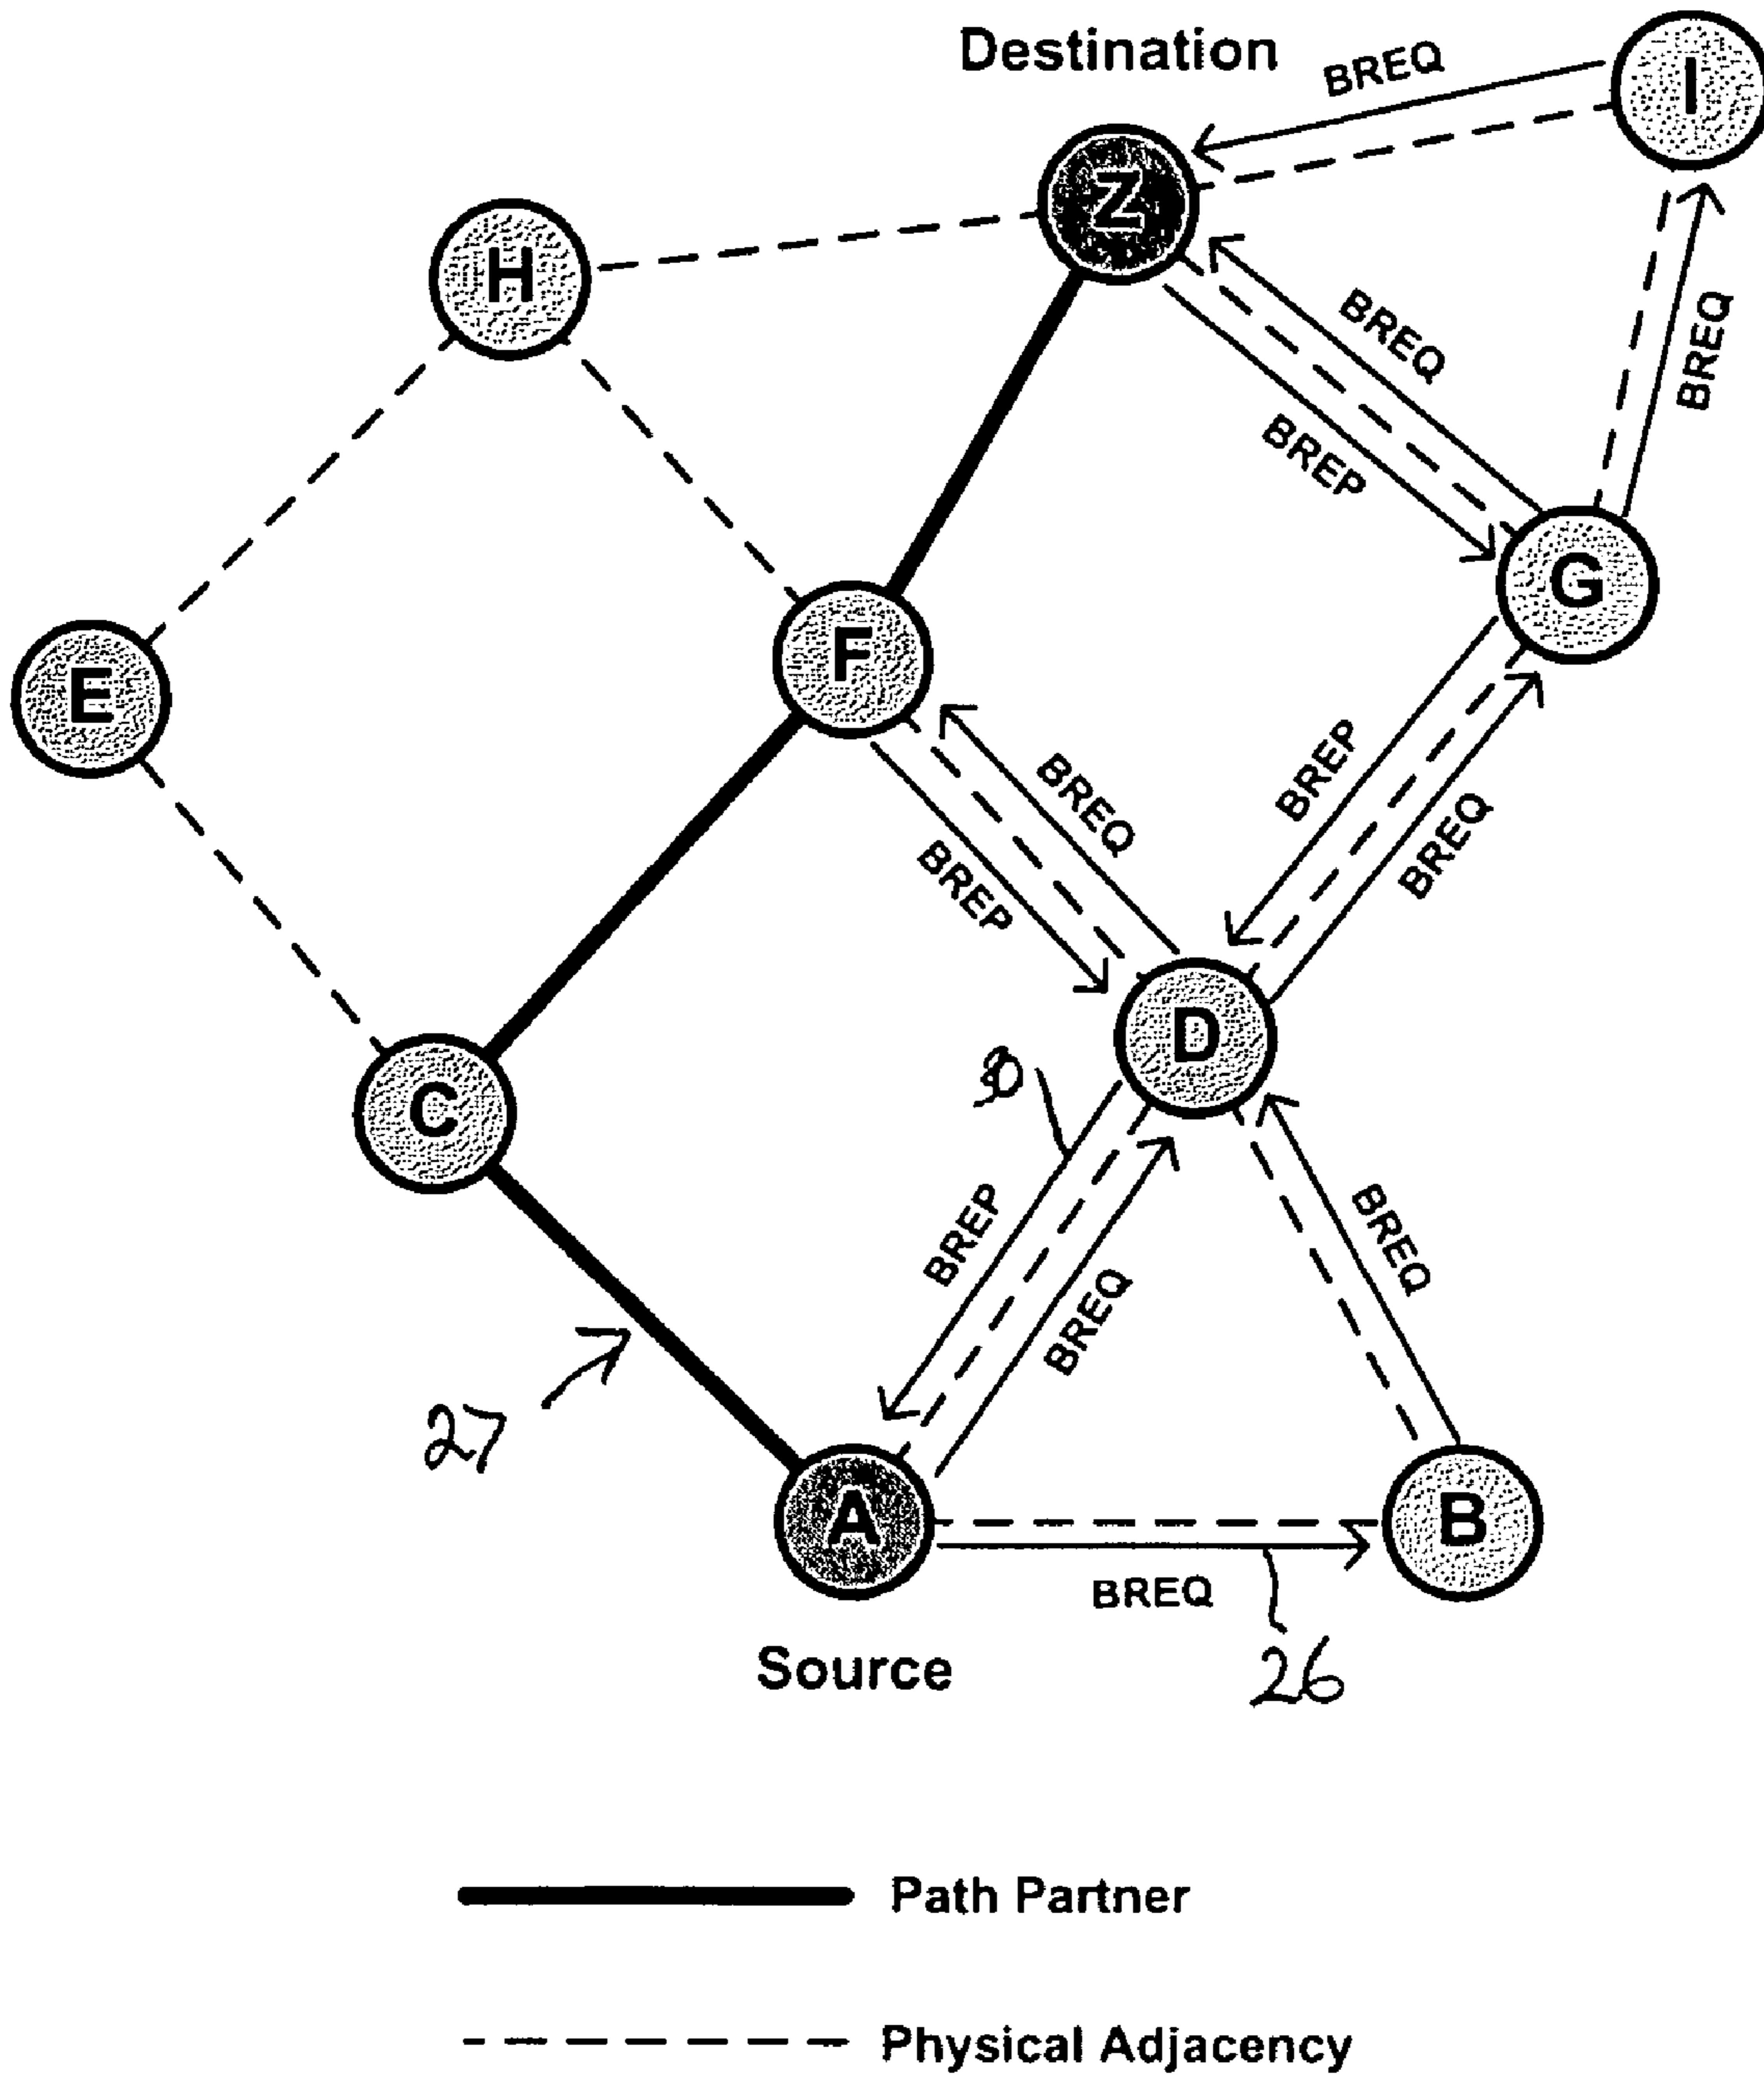 Destination
I
BREQ
Z
H
BREQ
BREQ
BREP
G
F
E
BREP
BREQ
BREQ
BREP
D
C
BREP
BREQ
BREQ
27
A
B
BREQ
Source
26
Path Partner
Physical Adjacency